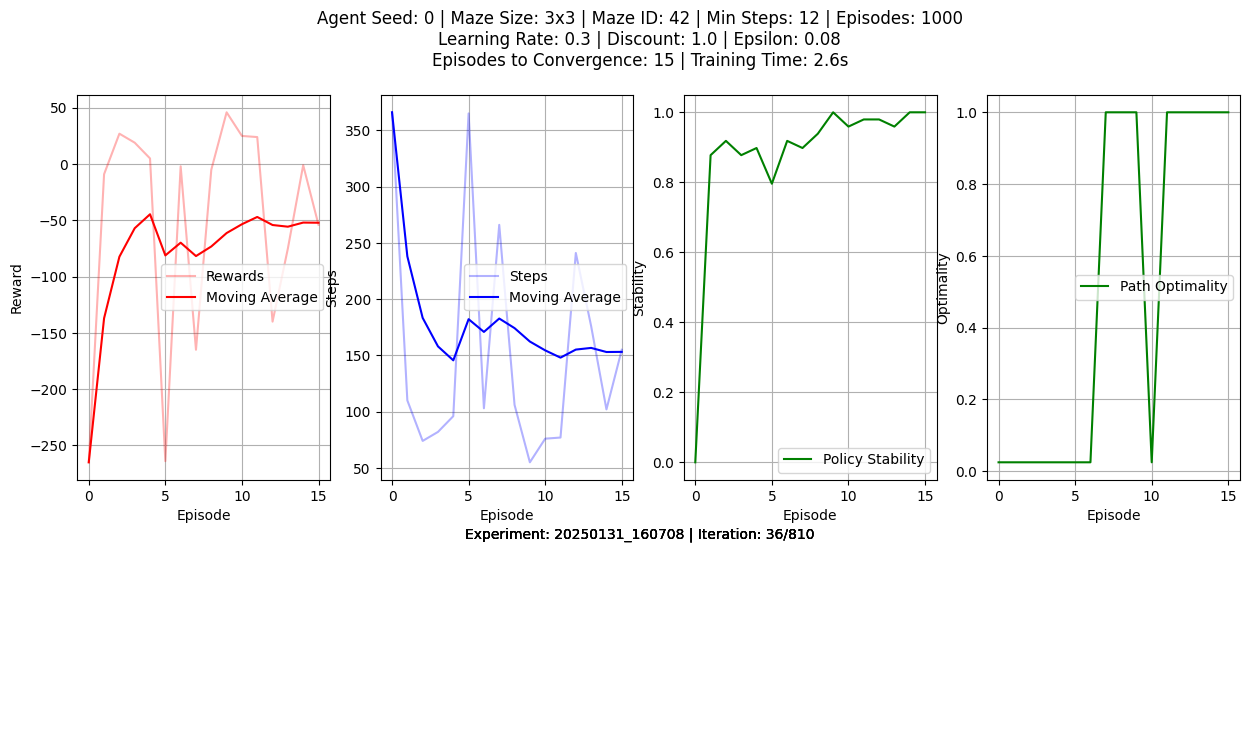 Agent Seed: 0 | Maze Size: 3x3 | Maze ID: 42 | Min Steps: 12 | Episodes: 1000
Learning Rate: 0.3 | Discount: 1.0 | Epsilon: 0.08
Episodes to Convergence: 15 | Training Time: 2.6s
Reward
50
0
−50
−100
−150
−200
−250
Rewards
Moving Average
0 5 10 15
Episode
Steps
350
300
250
200
150
100
50
Steps
Moving Average
0 5 10 15
Episode
Stability
1.0
0.8
0.6
0.4
0.2
0.0
Policy Stability
0 5 10 15
Episode
Optimality
1.0
0.8
0.6
0.4
0.2
0.0
Path Optimality
0 5 10 15
Episode
Experiment: 20250131_160708 | Iteration: 36/810